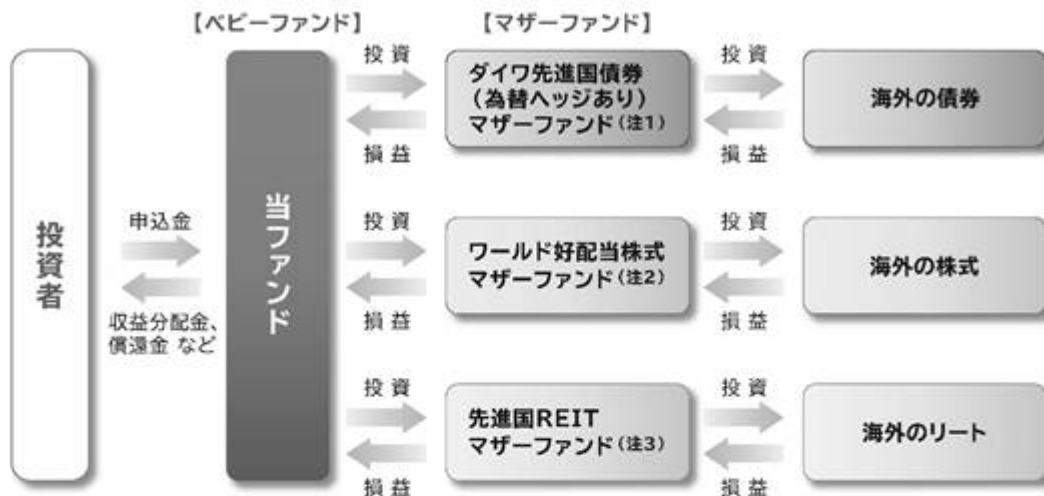 【ベビーファンド】
【マザーファンド】
投資者
申込金
収益分配金、
償還金 など
当ファンド
投資
損益
ダイワ先進国債券
（為替ヘッジあり）
マザーファンド（注1）
投資
損益
海外の債券
投資
損益
ワールド好配当株式
マザーファンド（注2）
投資
損益
海外の株式
投資
損益
先進国REIT
マザーファンド（注3）
投資
損益
海外のリート